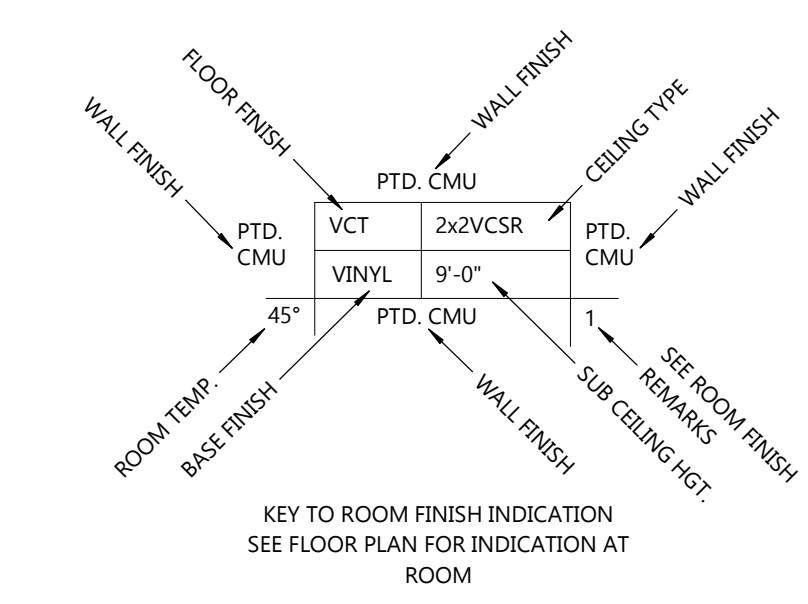 FLOOR FINISH
WALL FINISH
WALL FINISH
CEILING TYPE
WALL FINISH
PTD. CMU
PTD.
CMU
VCT
2x2VCSR
PTD.
CMU
VINYL
9'-0"
45°
PTD. CMU
1
ROOM TEMP.
BASE FINISH
WALL FINISH
SUB CEILING HGT.
SEE ROOM FINISH
REMARKS
KEY TO ROOM FINISH INDICATION
SEE FLOOR PLAN FOR INDICATION AT
ROOM